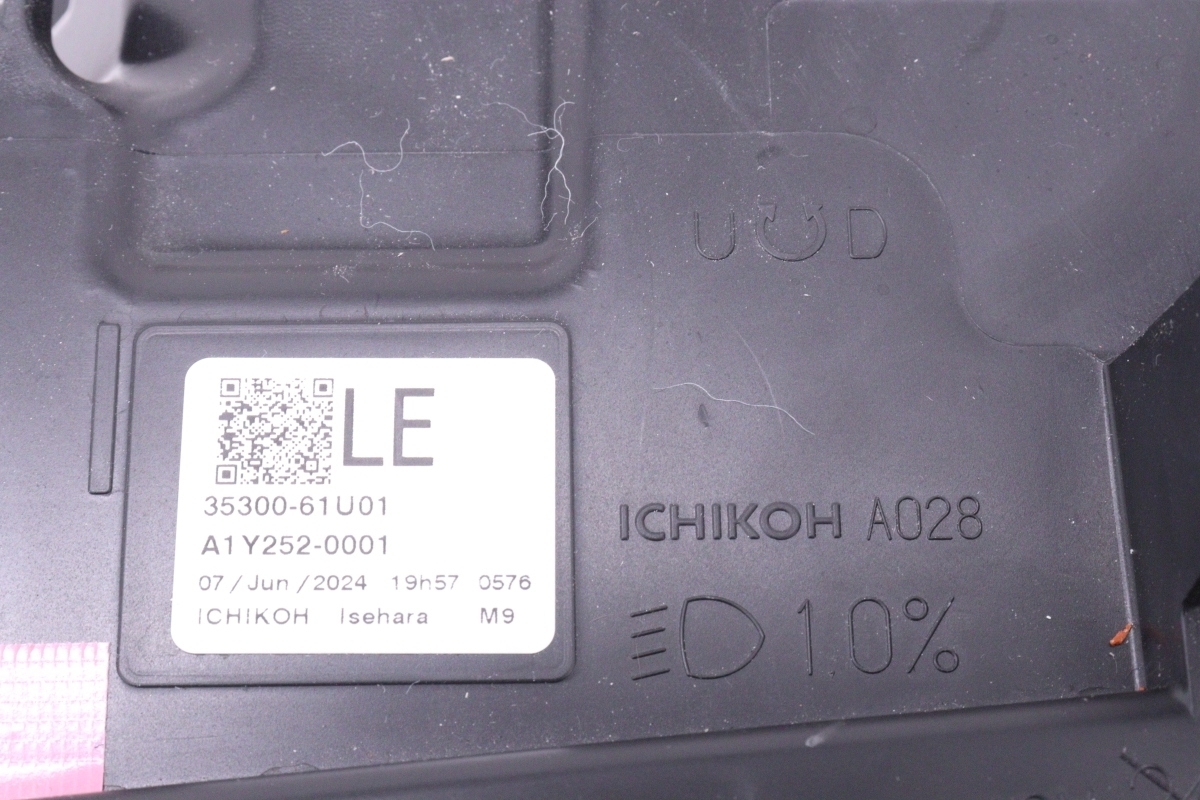 U D
LE
35300-61U01
A1Y252-0001
07/Jun/2024 19h57 0576
ICHIKOH Isehara M9
ICHIKOH A028
1.0%